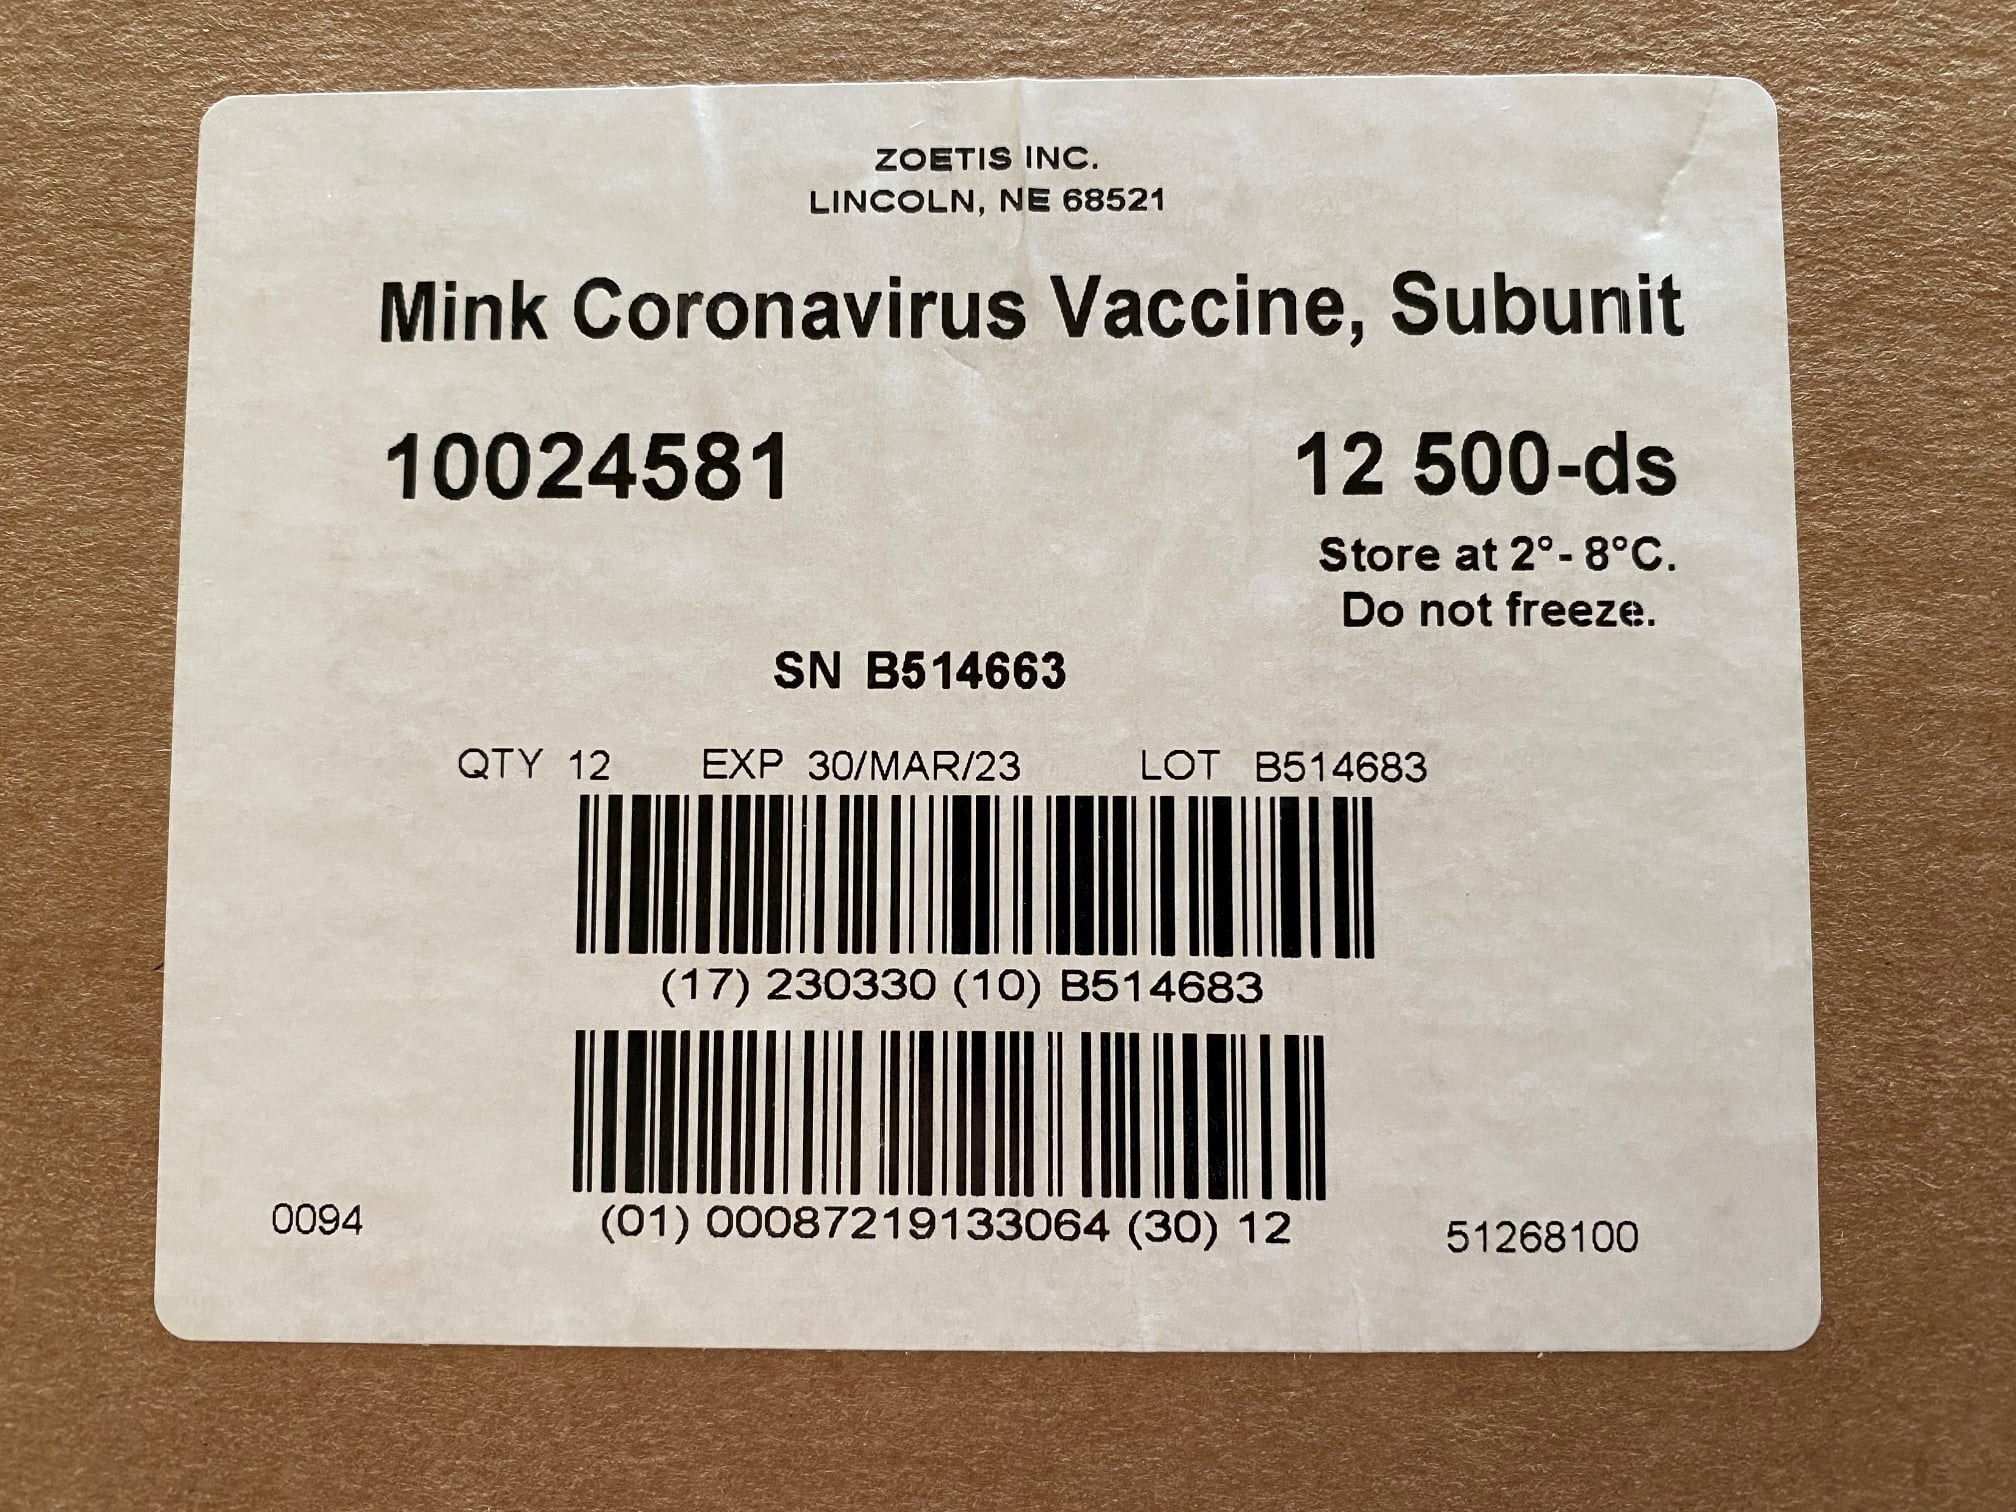 ZOETIS INC.
LINCOLN, NE 68521
Mink Coronavirus Vaccine, Subunit
10024581 12 500-ds
Store at 2°- 8°C.
Do not freeze.
SN B514663
QTY 12 EXP 30/MAR/23 LOT B514683
(17) 230330 (10) B514683
(01) 00087219133064 (30) 12
0094 51268100